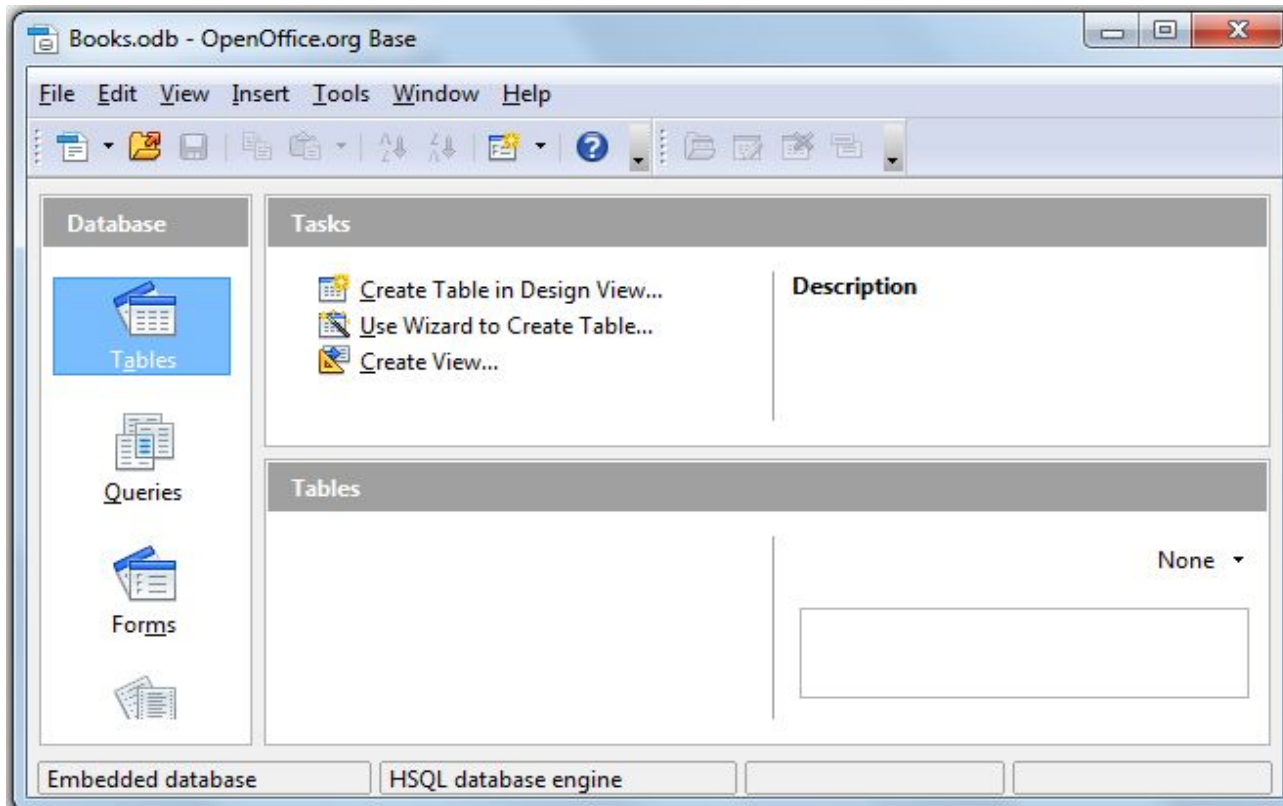 Books.odb - OpenOffice.org Base
File Edit View Insert Tools Window Help
Database
Tables
Queries
Forms
Tasks
Create Table in Design View...
Use Wizard to Create Table...
Create View...
Description
Tables
None
Embedded database
HSQL database engine